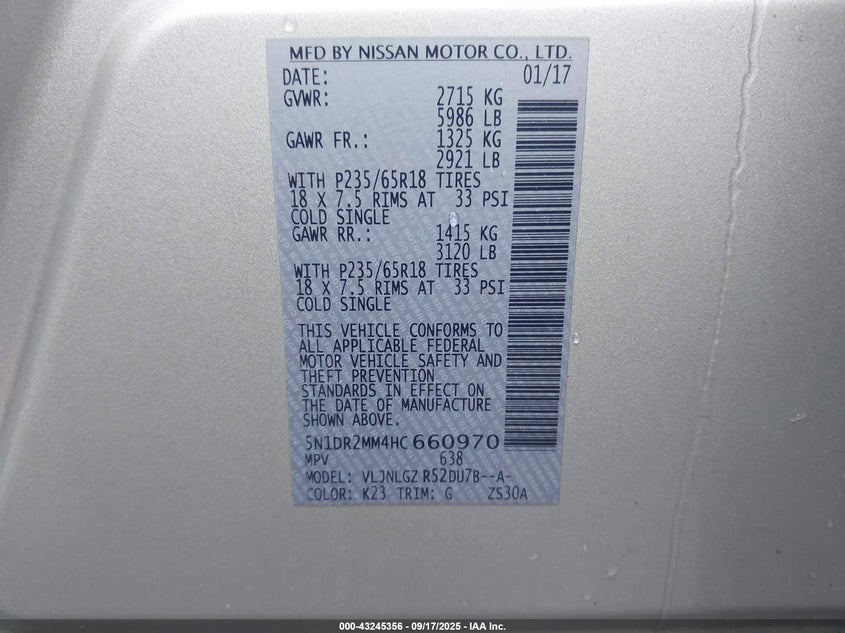 MFD BY NISSAN MOTOR CO., LTD.
DATE: 01/17
GVWR: 2715 KG
5986 LB
GAWR FR.: 1325 KG
2921 LB
WITH P235/65R18 TIRES
18 X 7.5 RIMS AT 33 PSI
COLD SINGLE
GAWR RR.: 1415 KG
3120 LB
WITH P235/65R18 TIRES
18 X 7.5 RIMS AT 33 PSI
COLD SINGLE
THIS VEHICLE CONFORMS TO
ALL APPLICABLE FEDERAL
MOTOR VEHICLE SAFETY AND
THEFT PREVENTION
STANDARDS IN EFFECT ON
THE DATE OF MANUFACTURE
SHOWN ABOVE.
5N1DR2MM4HC660970
MPV 638
MODEL: VLJNLGZ R52DU7B--A-
COLOR: K23 TRIM: G ZS30A
000-43245356 - 09/17/2025 - IAA Inc.